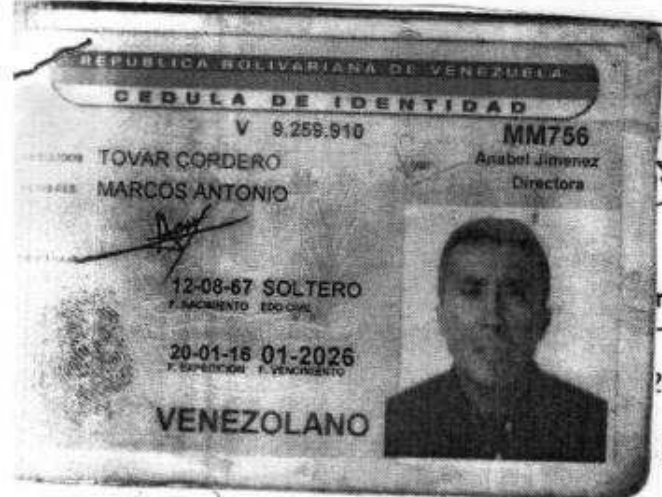 REPUBLICA BOLIVARIANA DE VENEZUELA
CEDULA DE IDENTIDAD
V 9.259.910
MM756
Anabel Jimenez
Directora
TOVAR CORDERO
MARCOS ANTONIO
12-08-67 SOLTERO
F. NACIMIENTO EDO CIVIL
20-01-16 01-2026
F. EXPEDICION F. VENCIMIENTO
VENEZOLANO